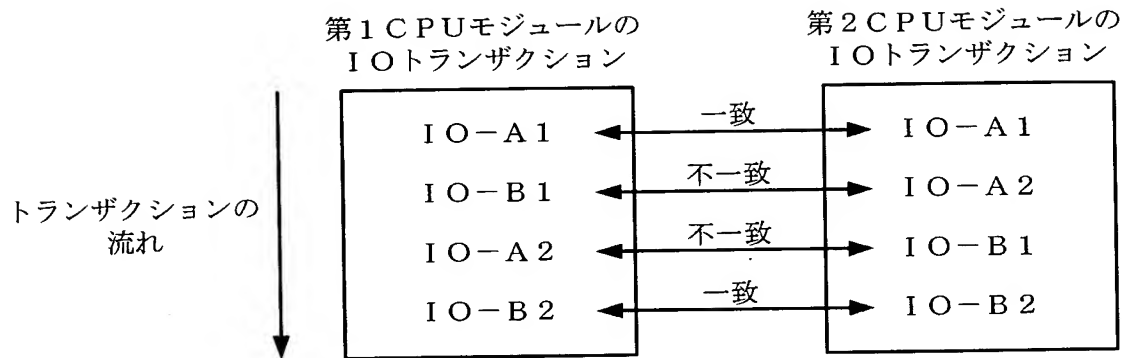 第１ＣＰＵモジュールの
ＩＯトランザクション
第２ＣＰＵモジュールの
ＩＯトランザクション
トランザクションの
流れ
ＩＯ－Ａ１
一致
ＩＯ－Ａ１
ＩＯ－Ｂ１
不一致
ＩＯ－Ａ２
ＩＯ－Ａ２
不一致
ＩＯ－Ｂ１
ＩＯ－Ｂ２
一致
ＩＯ－Ｂ２